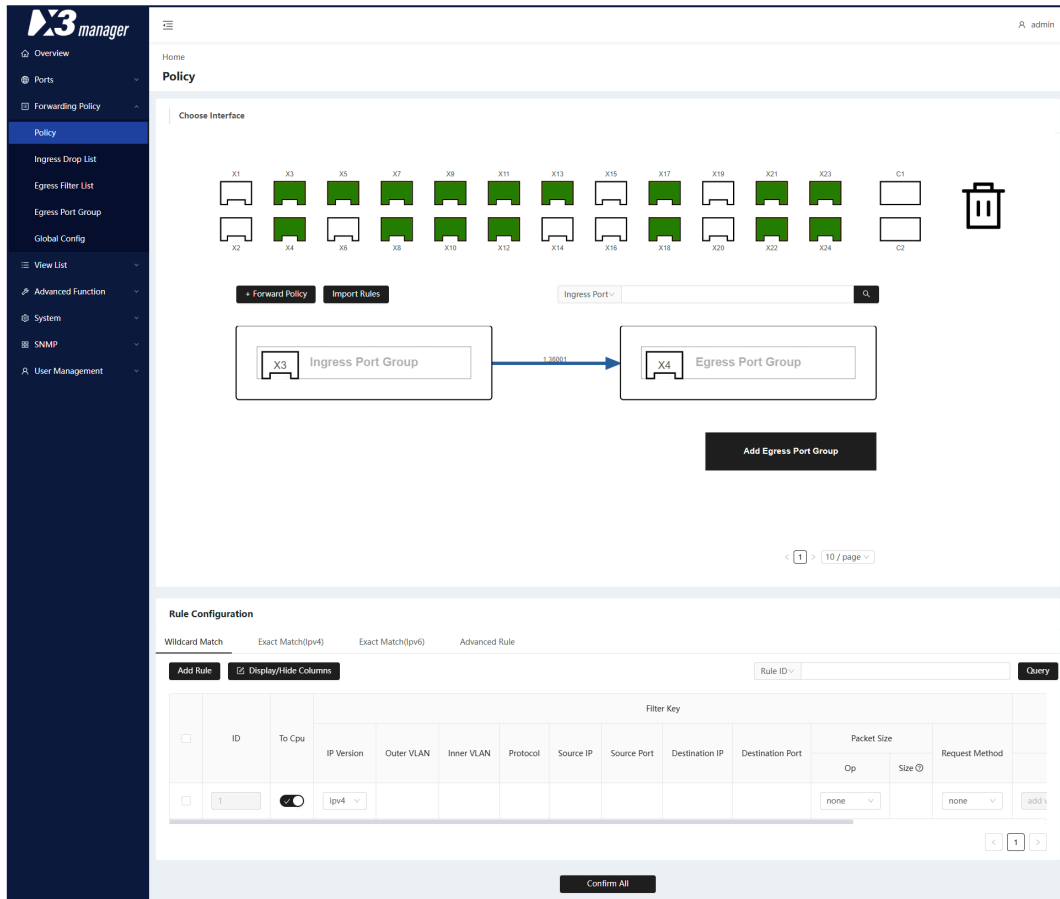 X3 manager
admin
Overview
Home
Ports
Policy
Forwarding Policy
Choose Interface
Policy
Ingress Drop List
Egress Filter List
Egress Port Group
Global Config
View List
Advanced Function
System
SNMP
User Management
X1 X3 X5 X7 X9 X11 X13 X15 X17 X19 X21 X23 C1
X2 X4 X6 X8 X10 X12 X14 X16 X18 X20 X22 X24 C2
+ Forward Policy Import Rules Ingress Port
X3 Ingress Port Group 1,36001 X4 Egress Port Group
Add Egress Port Group
< 1 > 10 / page
Rule Configuration
Wildcard Match Exact Match(Ipv4) Exact Match(Ipv6) Advanced Rule
Add Rule Display/Hide Columns Rule ID Query
Filter Key
ID To Cpu IP Version Outer VLAN Inner VLAN Protocol Source IP Source Port Destination IP Destination Port Packet Size Request Method
Op Size
1 ipv4 none none add
< 1 >
Confirm All